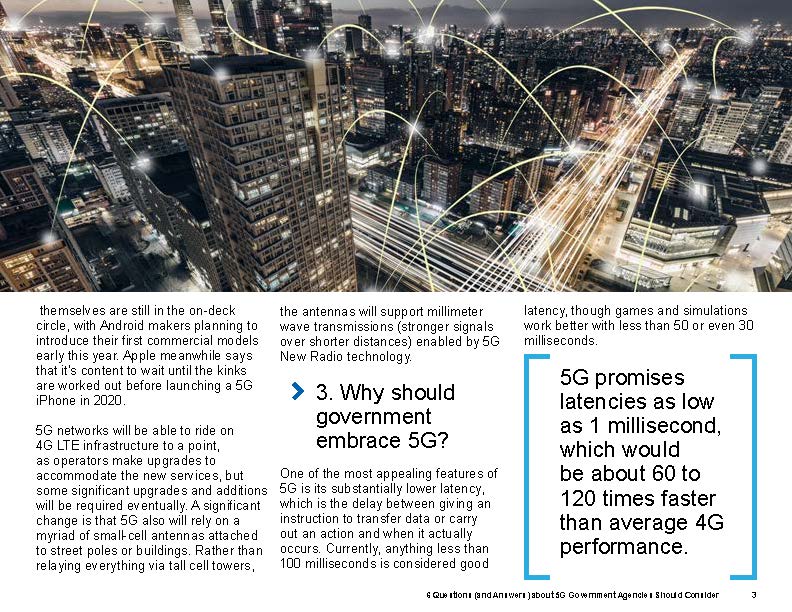 themselves are still in the on-deck
circle, with Android makers planning to
introduce their first commercial models
early this year. Apple meanwhile says
that it's content to wait until the kinks
are worked out before launching a 5G
iPhone in 2020.
5G networks will be able to ride on
4G LTE infrastructure to a point,
as operators make upgrades to
accommodate the new services, but
some significant upgrades and additions
will be required eventually. A significant
change is that 5G also will rely on a
myriad of small-cell antennas attached
to street poles or buildings. Rather than
relaying everything via tall cell towers,
the antennas will support millimeter
wave transmissions (stronger signals
over shorter distances) enabled by 5G
New Radio technology.
3. Why should
government
embrace 5G?
One of the most appealing features of
5G is its substantially lower latency,
which is the delay between giving an
instruction to transfer data or carry
out an action and when it actually
occurs. Currently, anything less than
100 milliseconds is considered good
latency, though games and simulations
work better with less than 50 or even 30
milliseconds.
5G promises
latencies as low
as 1 millisecond,
which would
be about 60 to
120 times faster
than average 4G
performance.
6 Questions (and Answers) about 5G Government Agencies Should Consider 3